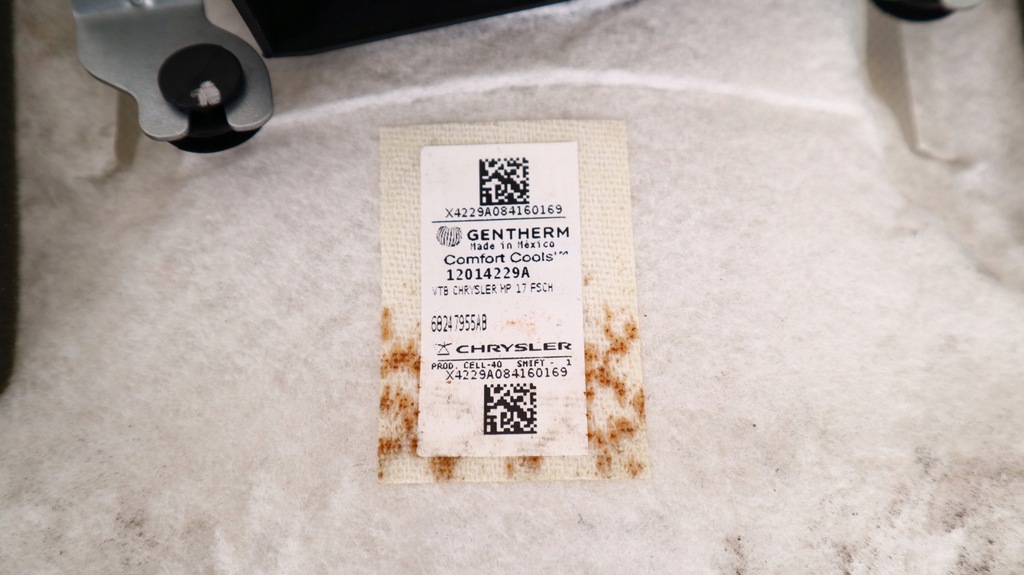 X4229A084160169
GENTHERM
Made in México
Comfort Cools™
12014229A
VTB CHRYSLER MP 17 FSCH
68247955AB
CHRYSLER
PROD. CELL-40 SHIFT - 1
X4229A084160169